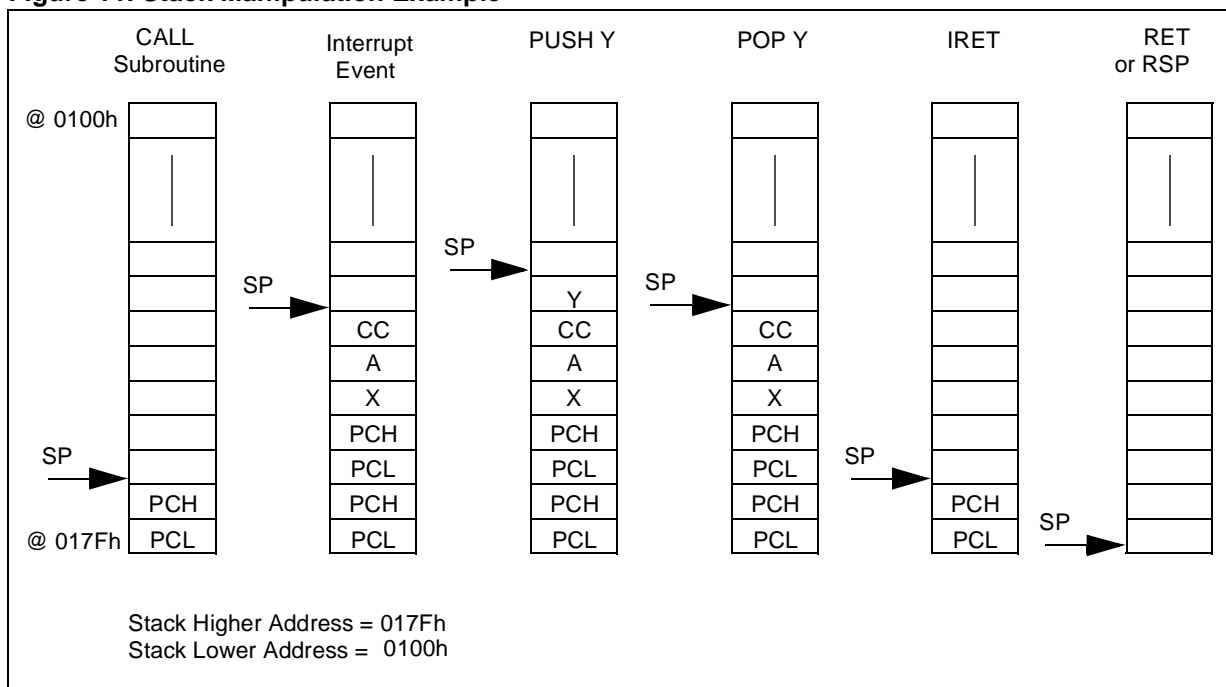 Figure Stack Manipulation Example
CALL Subroutine
Interrupt Event
PUSH Y
POP Y
IRET
RET or RSP
@ 0100h
SP
SP SP
Y
CC CC CC
A A A
X X X
PCH PCH PCH
SP PCL PCL PCL SP
PCH PCH PCH PCH PCH
SP
@ 017Fh PCL PCL PCL PCL PCL
Stack Higher Address = 017Fh
Stack Lower Address = 0100h